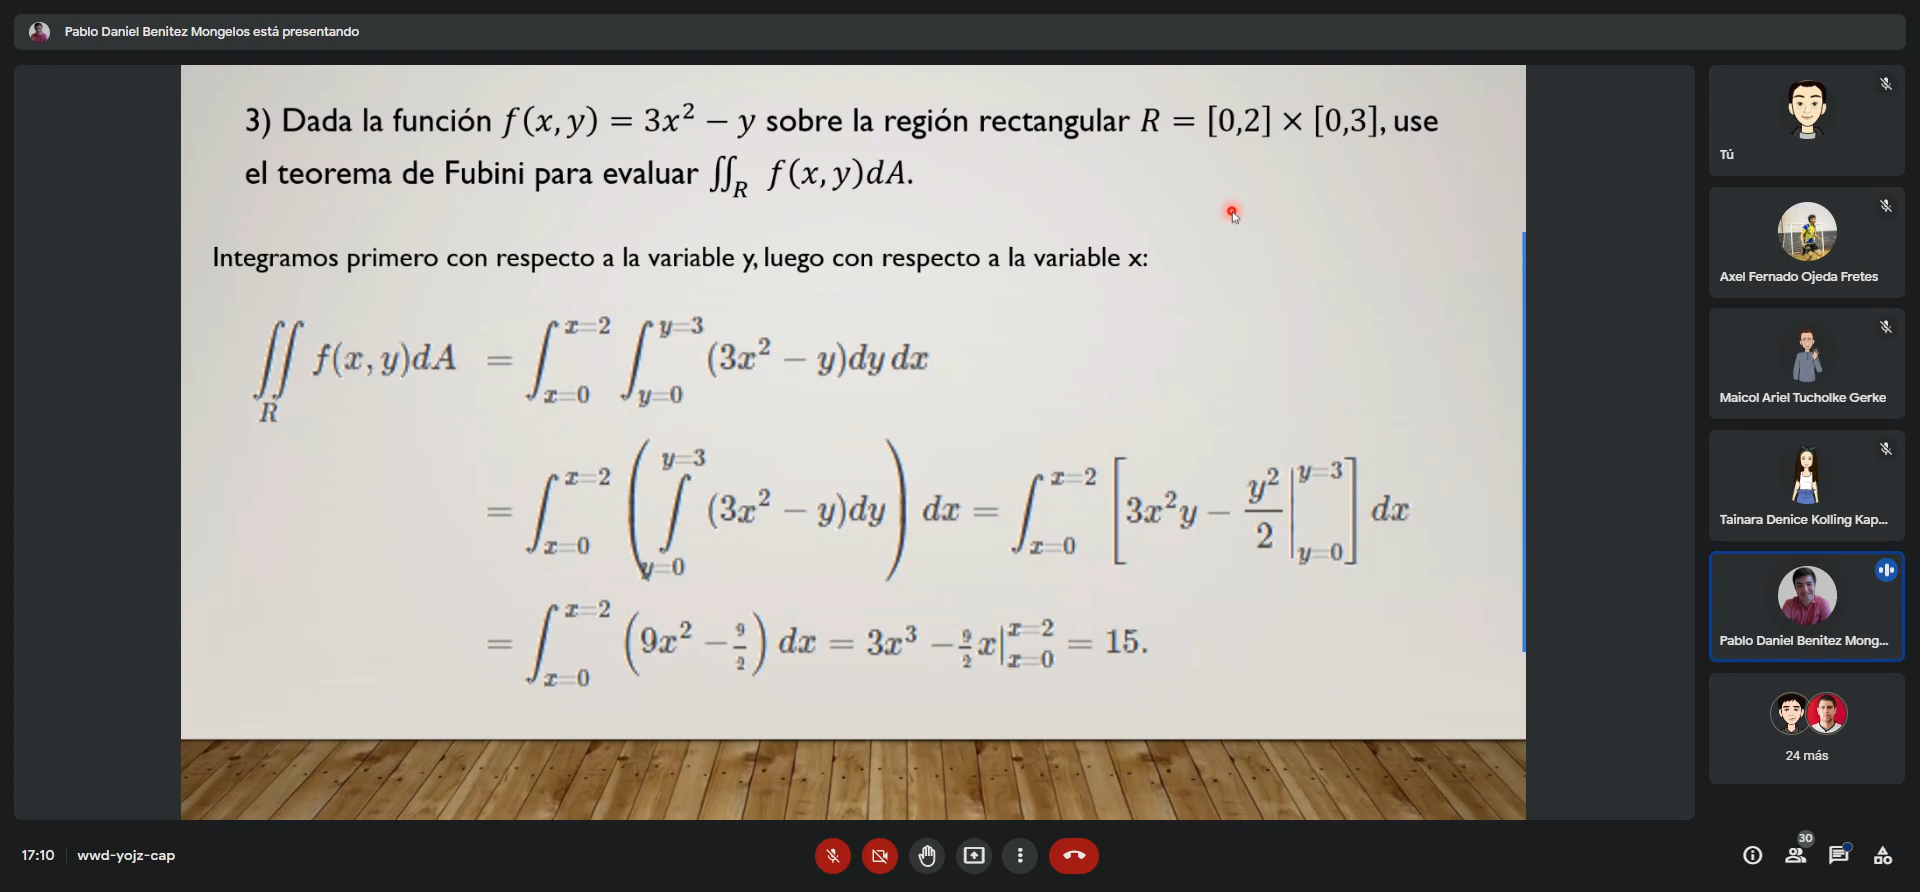 Pablo Daniel Benitez Mongelos está presentando
3) Dada la función f(x, y) = 3x² − y sobre la región rectangular R = [0,2] × [0,3], use
el teorema de Fubini para evaluar ∬_R f(x, y)dA.
Integramos primero con respecto a la variable y, luego con respecto a la variable x:
∬_R f(x, y)dA = ∫_{x=0}^{x=2} ∫_{y=0}^{y=3} (3x² − y)dy dx
= ∫_{x=0}^{x=2} ( ∫_{y=0}^{y=3} (3x² − y)dy ) dx = ∫_{x=0}^{x=2} [ 3x²y − y²/2 |_{y=0}^{y=3} ] dx
= ∫_{x=0}^{x=2} ( 9x² − 9/2 ) dx = 3x³ − 9/2 x |_{x=0}^{x=2} = 15.
Tú
Axel Fernado Ojeda Fretes
Maicol Ariel Tucholke Gerke
Tainara Denice Kolling Kap...
Pablo Daniel Benitez Mong...
24 más
17:10 | wwd-yojz-cap
30